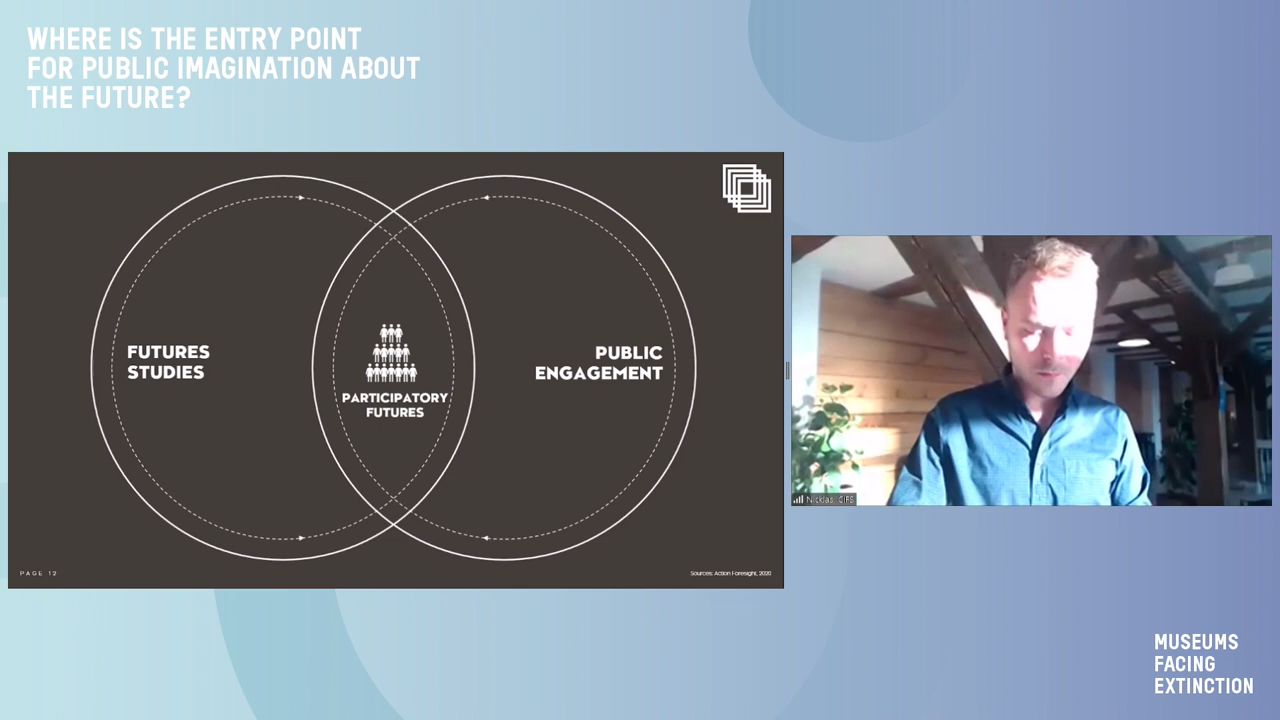 WHERE IS THE ENTRY POINT
FOR PUBLIC IMAGINATION ABOUT
THE FUTURE?
FUTURES
STUDIES
PARTICIPATORY
FUTURES
PUBLIC
ENGAGEMENT
PAGE 12
Sources: Action Foresight, 2020
Nicklas, CIFS
MUSEUMS
FACING
EXTINCTION